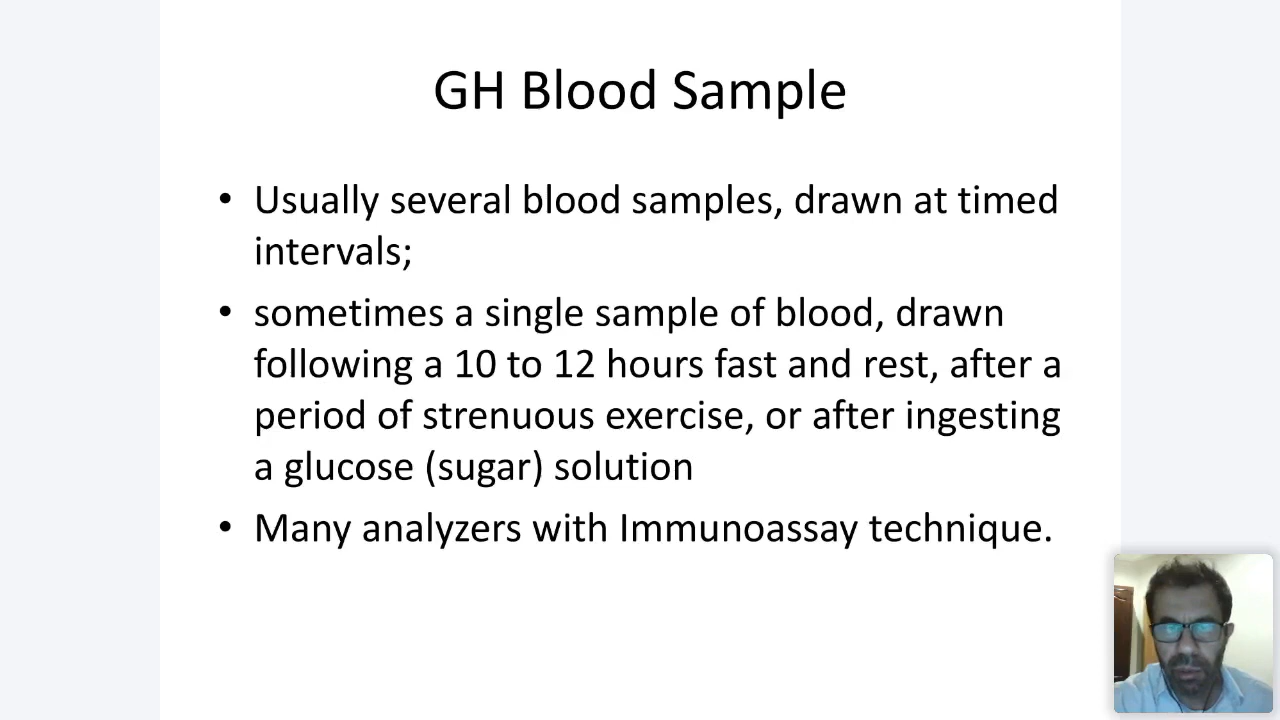 GH Blood Sample
• Usually several blood samples, drawn at timed
intervals;
• sometimes a single sample of blood, drawn
following a 10 to 12 hours fast and rest, after a
period of strenuous exercise, or after ingesting
a glucose (sugar) solution
• Many analyzers with Immunoassay technique.